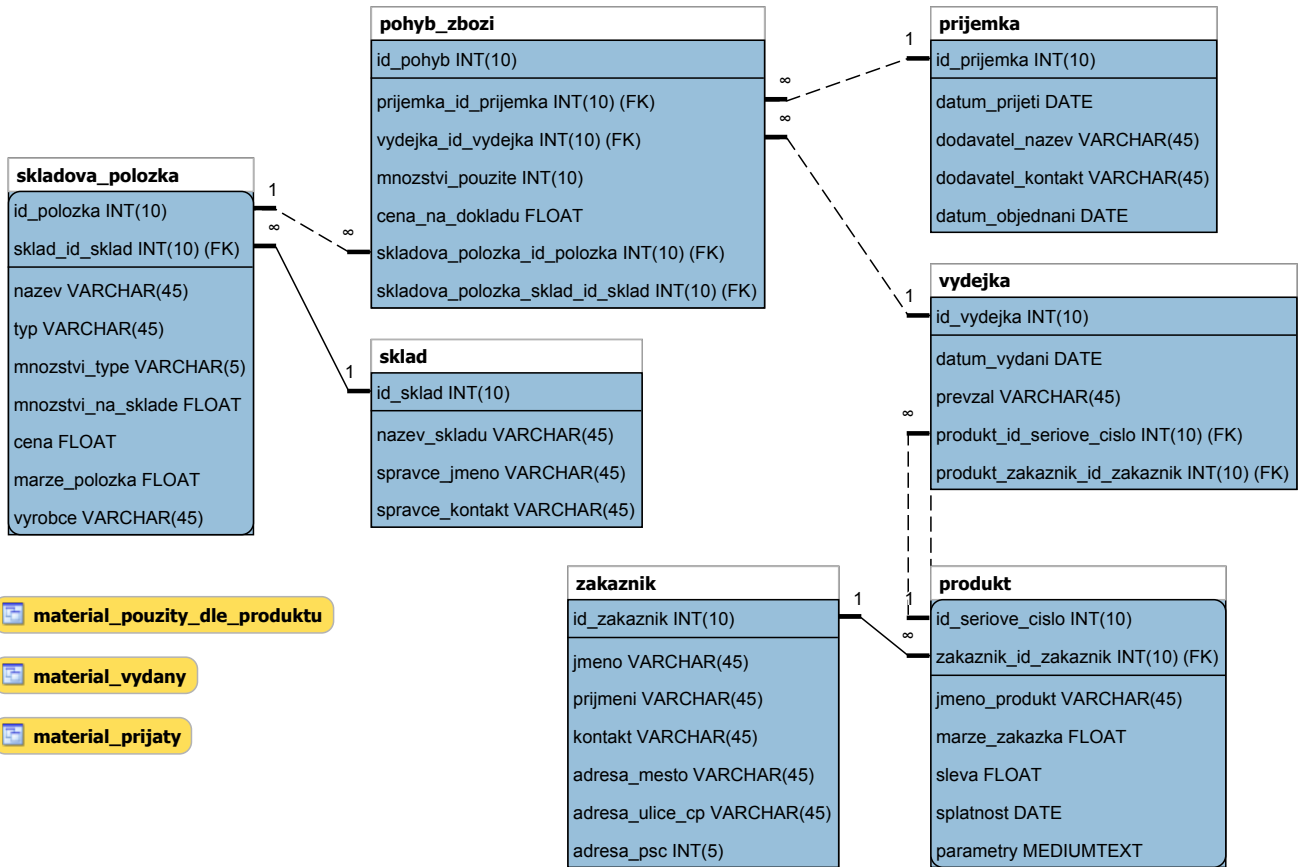 pohyb_zbozi
id_pohyb INT(10)
prijemka_id_prijemka INT(10) (FK)
vydejka_id_vydejka INT(10) (FK)
mnozstvi_pouzite INT(10)
cena_na_dokladu FLOAT
skladova_polozka_id_polozka INT(10) (FK)
skladova_polozka_sklad_id_sklad INT(10) (FK)
prijemka
id_prijemka INT(10)
datum_prijeti DATE
dodavatel_nazev VARCHAR(45)
dodavatel_kontakt VARCHAR(45)
datum_objednani DATE
1
∞
∞
skladova_polozka
id_polozka INT(10)
sklad_id_sklad INT(10) (FK)
nazev VARCHAR(45)
typ VARCHAR(45)
mnozstvi_type VARCHAR(5)
mnozstvi_na_sklade FLOAT
cena FLOAT
marze_polozka FLOAT
vyrobce VARCHAR(45)
1
∞
∞
1
sklad
id_sklad INT(10)
nazev_skladu VARCHAR(45)
spravce_jmeno VARCHAR(45)
spravce_kontakt VARCHAR(45)
vydejka
id_vydejka INT(10)
datum_vydani DATE
prevzal VARCHAR(45)
produkt_id_seriove_cislo INT(10) (FK)
produkt_zakaznik_id_zakaznik INT(10) (FK)
1
∞
material_pouzity_dle_produktu
material_vydany
material_prijaty
zakaznik
id_zakaznik INT(10)
jmeno VARCHAR(45)
prijmeni VARCHAR(45)
kontakt VARCHAR(45)
adresa_mesto VARCHAR(45)
adresa_ulice_cp VARCHAR(45)
adresa_psc INT(5)
1
1
∞
produkt
id_seriove_cislo INT(10)
zakaznik_id_zakaznik INT(10) (FK)
jmeno_produkt VARCHAR(45)
marze_zakazka FLOAT
sleva FLOAT
splatnost DATE
parametry MEDIUMTEXT